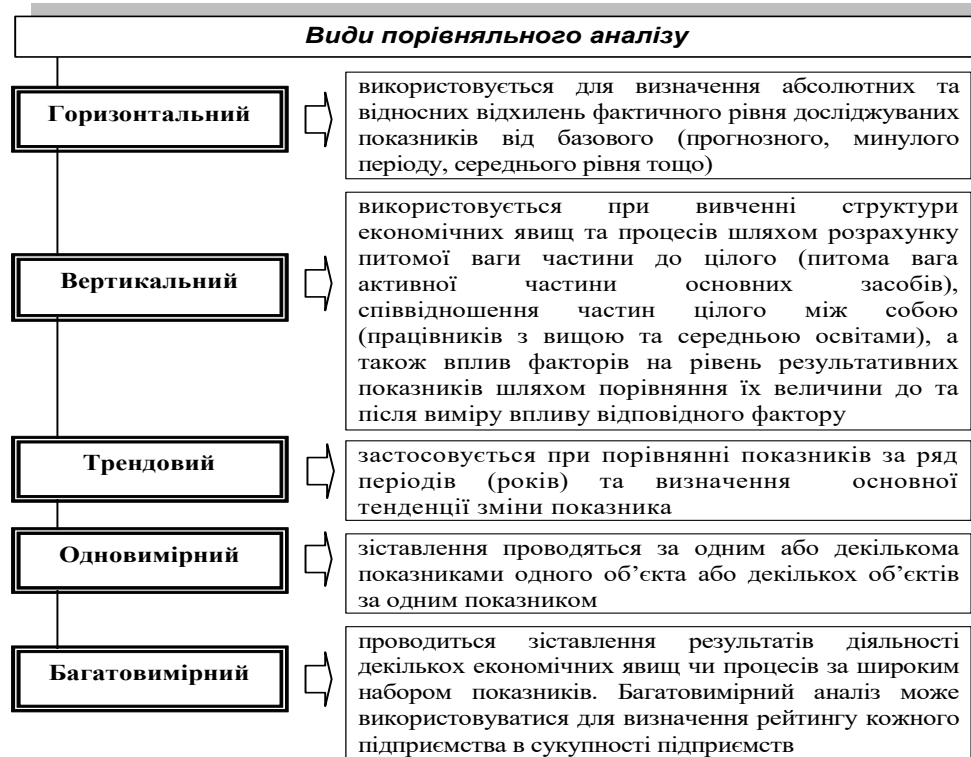 Види порівняльного аналізу
Горизонтальний
використовується для визначення абсолютних та
відносних відхилень фактичного рівня досліджуваних
показників від базового (прогнозного, минулого
періоду, середнього рівня тощо)
Вертикальний
використовується при вивченні структури
економічних явищ та процесів шляхом розрахунку
питомої ваги частини до цілого (питома вага
активної частини основних засобів),
співвідношення частин цілого між собою
(працівників з вищою та середньою освітами), а
також вплив факторів на рівень результативних
показників шляхом порівняння їх величини до та
після виміру впливу відповідного фактору
Трендовий
застосовується при порівнянні показників за ряд
періодів (років) та визначення основної
тенденції зміни показника
Одновимірний
зіставлення проводяться за одним або декількома
показниками одного об’єкта або декількох об’єктів
за одним показником
Багатовимірний
проводиться зіставлення результатів діяльності
декількох економічних явищ чи процесів за широким
набором показників. Багатовимірний аналіз може
використовуватися для визначення рейтингу кожного
підприємства в сукупності підприємств